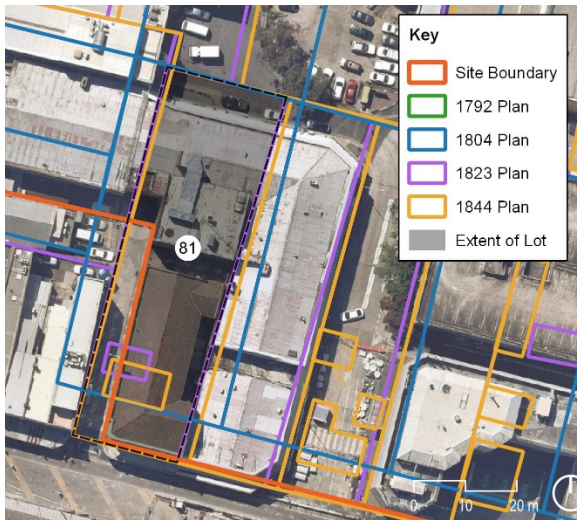 Key
Site Boundary
1792 Plan
1804 Plan
1823 Plan
1844 Plan
Extent of Lot
81
0 10 20 m